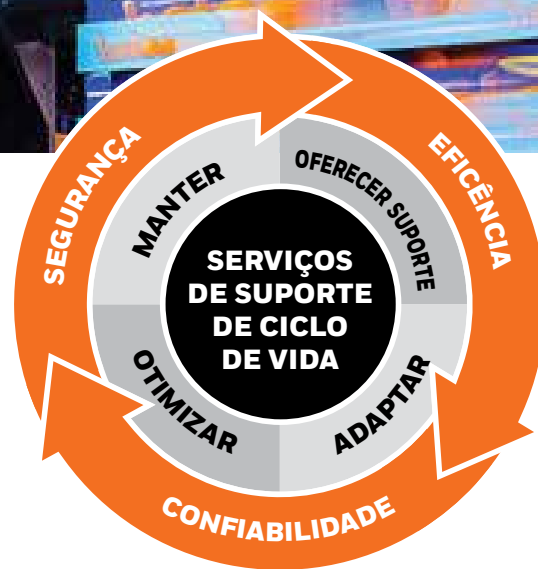 SEGURANÇA
EFICÊNCIA
CONFIABILIDADE
MANTER
OFERECER SUPORTE
ADAPTAR
OTIMIZAR
SERVIÇOS
DE SUPORTE
DE CICLO
DE VIDA